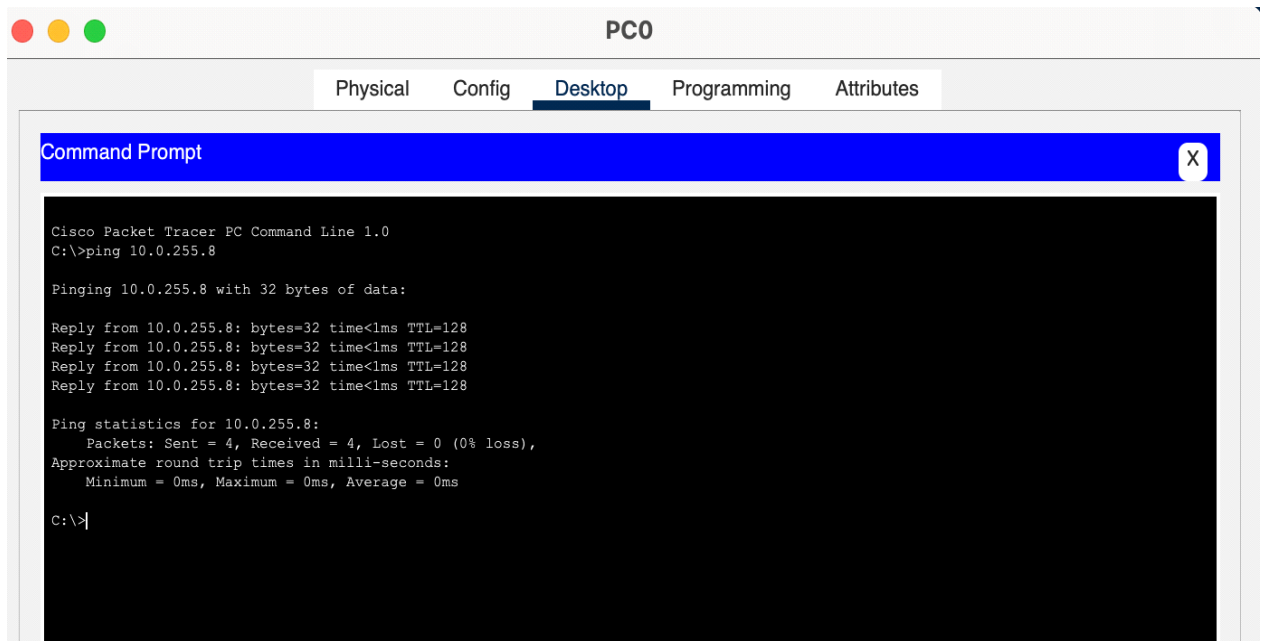 PC0
Physical Config Desktop Programming Attributes
Command Prompt
X
Cisco Packet Tracer PC Command Line 1.0
C:\>ping 10.0.255.8
Pinging 10.0.255.8 with 32 bytes of data:
Reply from 10.0.255.8: bytes=32 time<1ms TTL=128
Reply from 10.0.255.8: bytes=32 time<1ms TTL=128
Reply from 10.0.255.8: bytes=32 time<1ms TTL=128
Reply from 10.0.255.8: bytes=32 time<1ms TTL=128
Ping statistics for 10.0.255.8:
Packets: Sent = 4, Received = 4, Lost = 0 (0% loss),
Approximate round trip times in milli-seconds:
Minimum = 0ms, Maximum = 0ms, Average = 0ms
C:\>